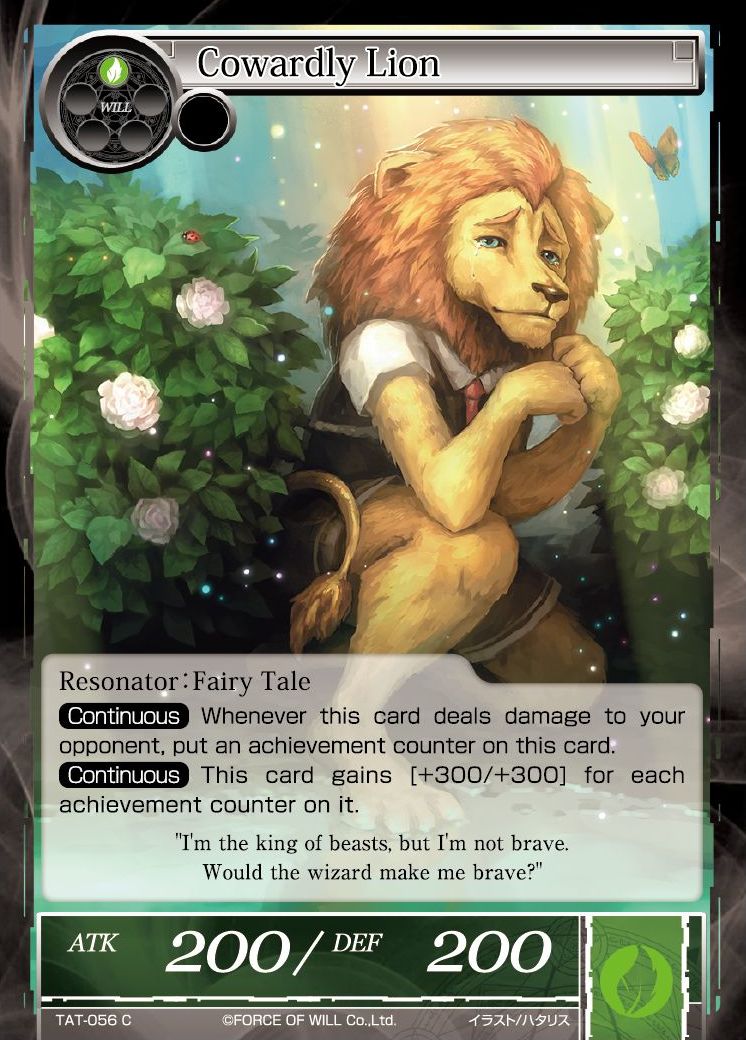 Cowardly Lion
WILL
Resonator：Fairy Tale
Continuous Whenever this card deals damage to your
opponent, put an achievement counter on this card.
Continuous This card gains [+300/+300] for each
achievement counter on it.
"I'm the king of beasts, but I'm not brave.
Would the wizard make me brave?"
ATK 200/ DEF 200
TAT-056 C ©FORCE OF WILL Co.,Ltd. イラスト/ハタリス